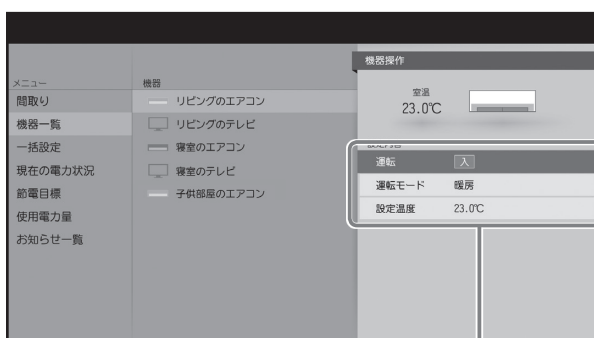 メニュー
間取り
機器一覧
一括設定
現在の電力状況
節電目標
使用電力量
お知らせ一覧
機器
リビングのエアコン
リビングのテレビ
寝室のエアコン
寝室のテレビ
子供部屋のエアコン
機器操作
室温
23.0℃
設定内容
運転 入
運転モード 暖房
設定温度 23.0℃